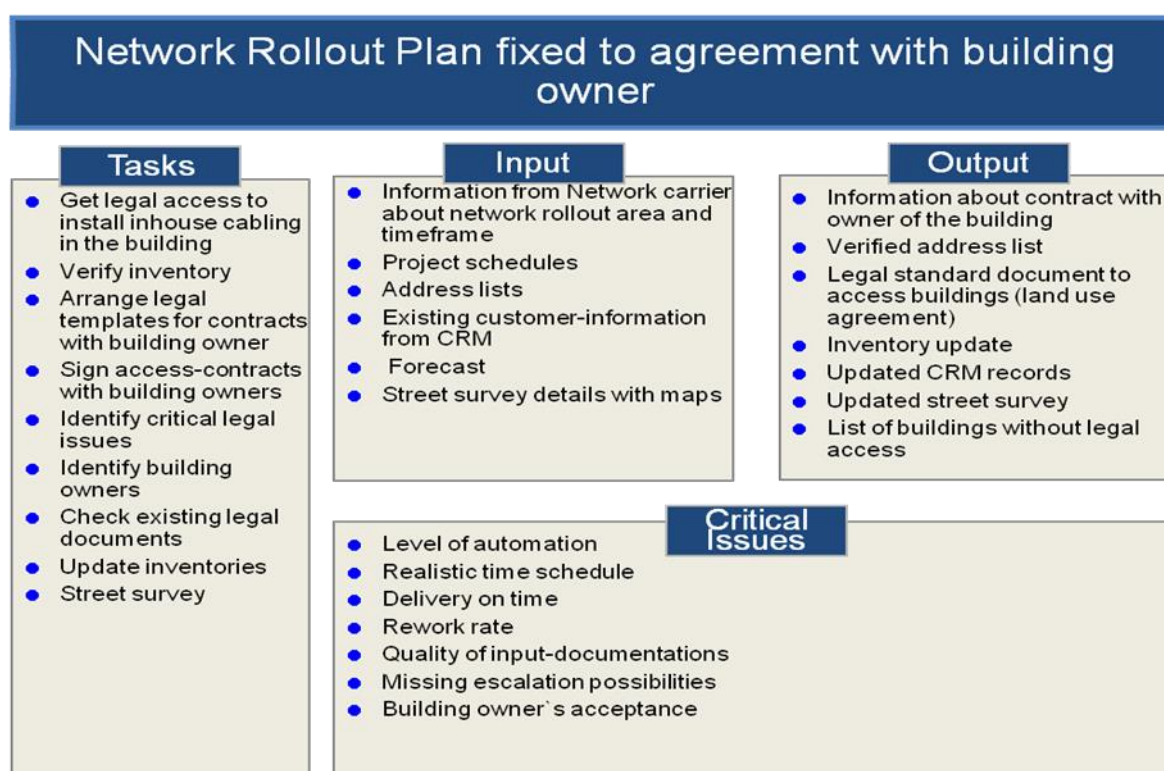 Network Rollout Plan fixed to agreement with building
owner
Tasks
Get legal access to
install inhouse cabling
in the building
Verify inventory
Arrange legal
templates for contracts
with building owner
Sign access-contracts
with building owners
Identify critical legal
issues
Identify building
owners
Check existing legal
documents
Update inventories
Street survey
Input
Information from Network carrier
about network rollout area and
timeframe
Project schedules
Address lists
Existing customer-information
from CRM
Forecast
Street survey details with maps
Output
Information about contract with
owner of the building
Verified address list
Legal standard document to
access buildings (land use
agreement)
Inventory update
Updated CRM records
Updated street survey
List of buildings without legal
access
Critical
Issues
Level of automation
Realistic time schedule
Delivery on time
Rework rate
Quality of input-documentations
Missing escalation possibilities
Building owner`s acceptance